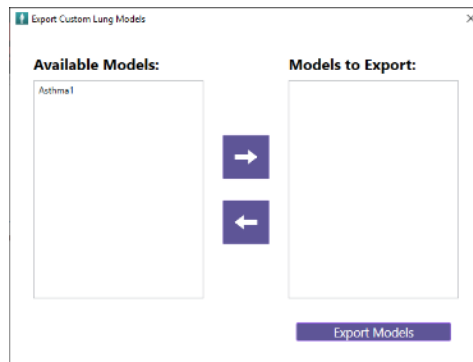 Export Custom Lung Models
Available Models:
Models to Export:
Asthma1
Export Models